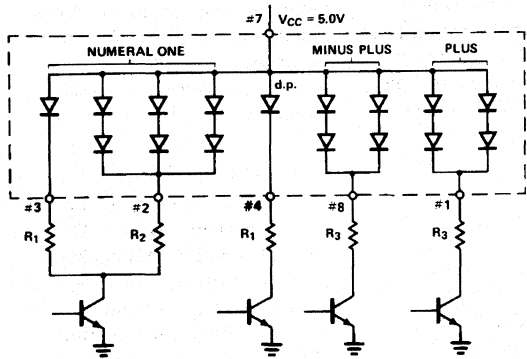 #7 VCC = 5.0V
NUMERAL ONE
MINUS PLUS
PLUS
d.p.
#3
#2
#4
#8
#1
R1
R2
R1
R3
R3